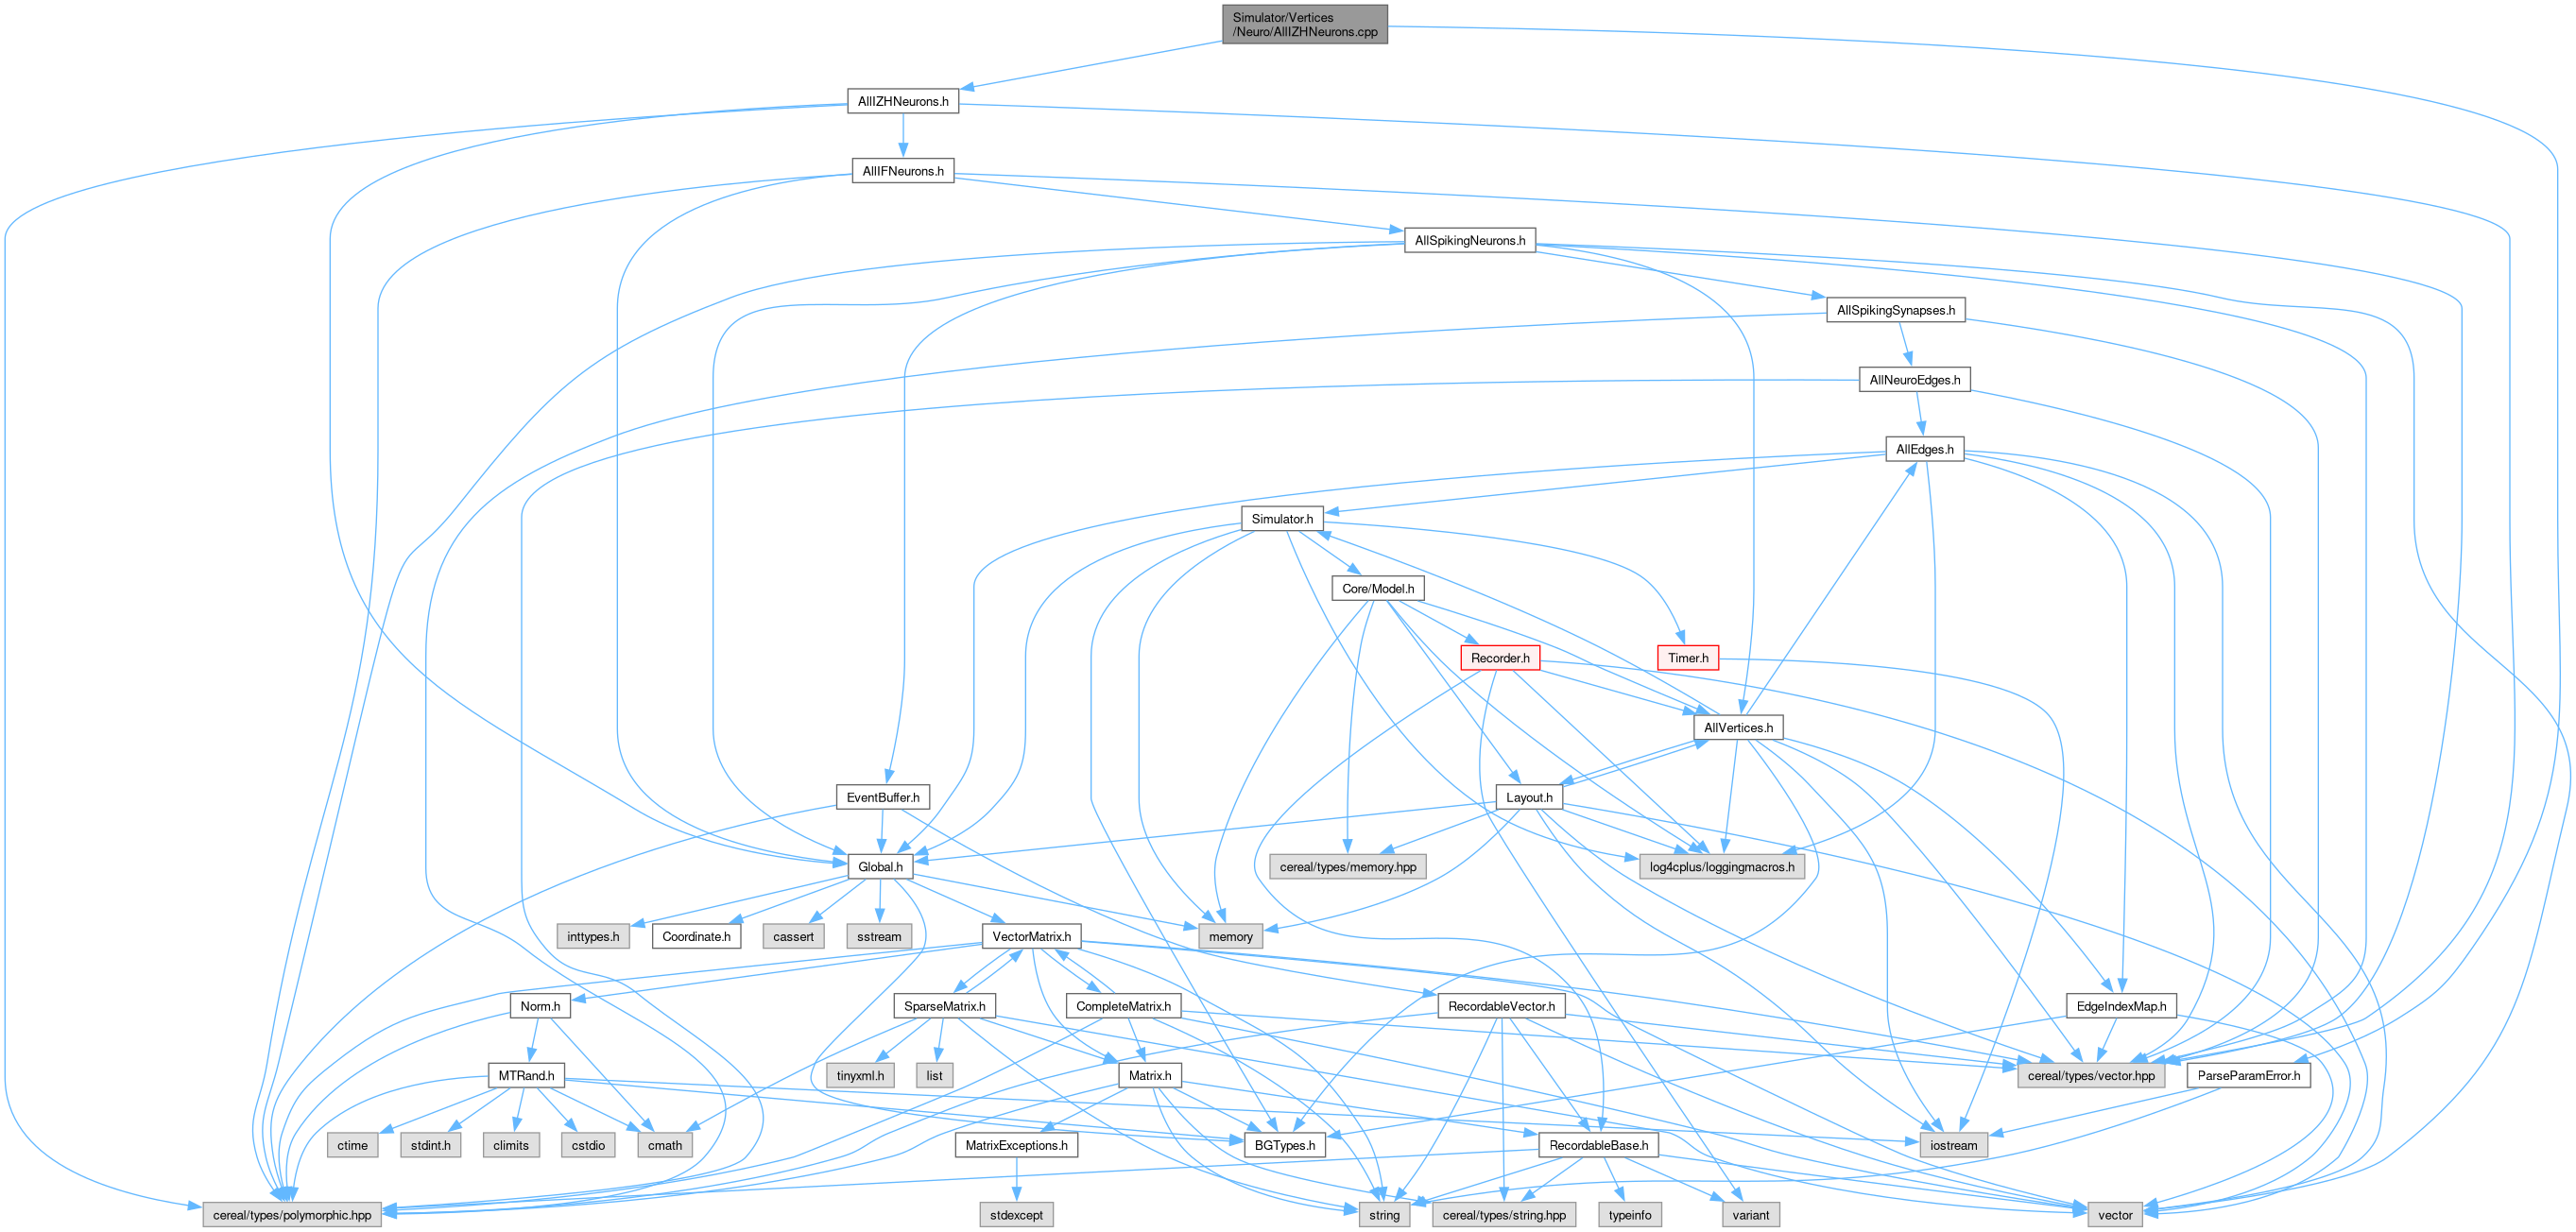 Simulator/Vertices
/Neuro/AllIZHNeurons.cpp
AllIZHNeurons.h
AllIFNeurons.h
AllSpikingNeurons.h
AllSpikingSynapses.h
AllNeuroEdges.h
AllEdges.h
Simulator.h
Core/Model.h
Recorder.h
Timer.h
AllVertices.h
EventBuffer.h
Layout.h
Global.h
cereal/types/memory.hpp
log4cplus/loggingmacros.h
inttypes.h
Coordinate.h
cassert
sstream
VectorMatrix.h
memory
Norm.h
SparseMatrix.h
CompleteMatrix.h
RecordableVector.h
EdgeIndexMap.h
MTRand.h
tinyxml.h
list
Matrix.h
cereal/types/vector.hpp
ParseParamError.h
ctime
stdint.h
climits
cstdio
cmath
MatrixExceptions.h
BGTypes.h
RecordableBase.h
iostream
cereal/types/polymorphic.hpp
stdexcept
string
cereal/types/string.hpp
typeinfo
variant
vector